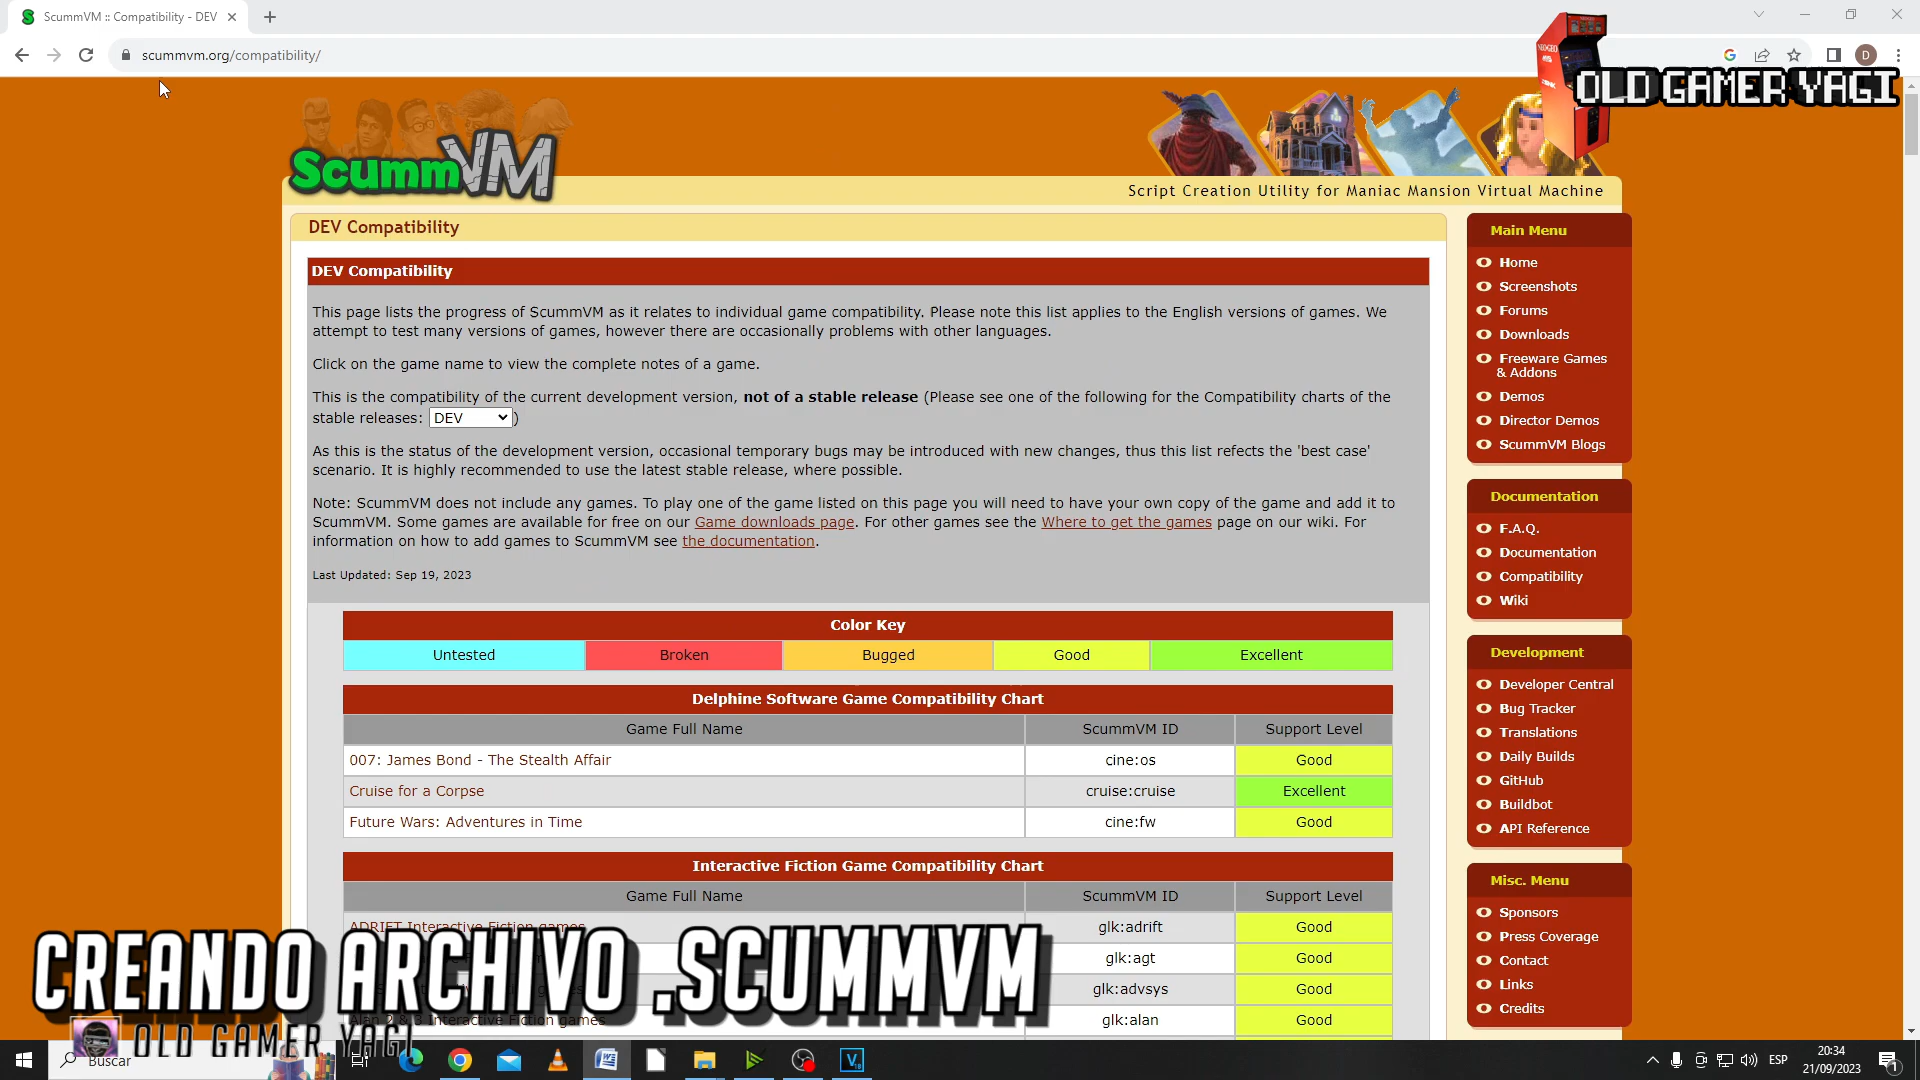 ScummVM :: Compatibility - DEV
scummvm.org/compatibility/
D
OLD GAMER YAGI
ScummVM
Script Creation Utility for Maniac Mansion Virtual Machine
DEV Compatibility
DEV Compatibility
This page lists the progress of ScummVM as it relates to individual game compatibility. Please note this list applies to the English versions of games. We
attempt to test many versions of games, however there are occasionally problems with other languages.
Click on the game name to view the complete notes of a game.
This is the compatibility of the current development version, not of a stable release (Please see one of the following for the Compatibility charts of the
stable releases: DEV )
As this is the status of the development version, occasional temporary bugs may be introduced with new changes, thus this list refects the 'best case'
scenario. It is highly recommended to use the latest stable release, where possible.
Note: ScummVM does not include any games. To play one of the game listed on this page you will need to have your own copy of the game and add it to
ScummVM. Some games are available for free on our Game downloads page. For other games see the Where to get the games page on our wiki. For
information on how to add games to ScummVM see the documentation.
Last Updated: Sep 19, 2023
Color Key
Untested Broken Bugged Good Excellent
Delphine Software Game Compatibility Chart
Game Full Name ScummVM ID Support Level
007: James Bond - The Stealth Affair cine:os Good
Cruise for a Corpse cruise:cruise Excellent
Future Wars: Adventures in Time cine:fw Good
Interactive Fiction Game Compatibility Chart
Game Full Name ScummVM ID Support Level
ADRIFT Interactive Fiction games glk:adrift Good
glk:agt Good
glk:advsys Good
Alan 2 & 3 Interactive Fiction games glk:alan Good
Main Menu
Home
Screenshots
Forums
Downloads
Freeware Games
& Addons
Demos
Director Demos
ScummVM Blogs
Documentation
F.A.Q.
Documentation
Compatibility
Wiki
Development
Developer Central
Bug Tracker
Translations
Daily Builds
GitHub
Buildbot
API Reference
Misc. Menu
Sponsors
Press Coverage
Contact
Links
Credits
CREANDO ARCHIVO .SCUMMVM
OLD GAMER YAGI
Buscar
ESP
20:34
21/09/2023
1